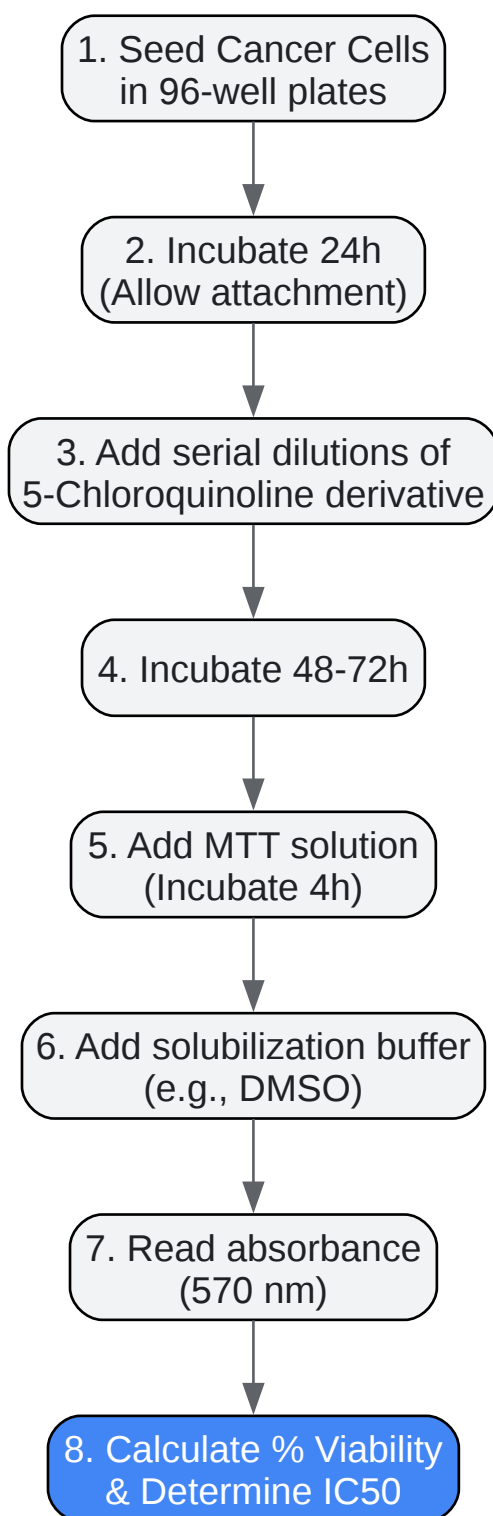 1. Seed Cancer Cells
in 96-well plates
2. Incubate 24h
(Allow attachment)
3. Add serial dilutions of
5-Chloroquinoline derivative
4. Incubate 48-72h
5. Add MTT solution
(Incubate 4h)
6. Add solubilization buffer
(e.g., DMSO)
7. Read absorbance
(570 nm)
8. Calculate % Viability
& Determine IC50